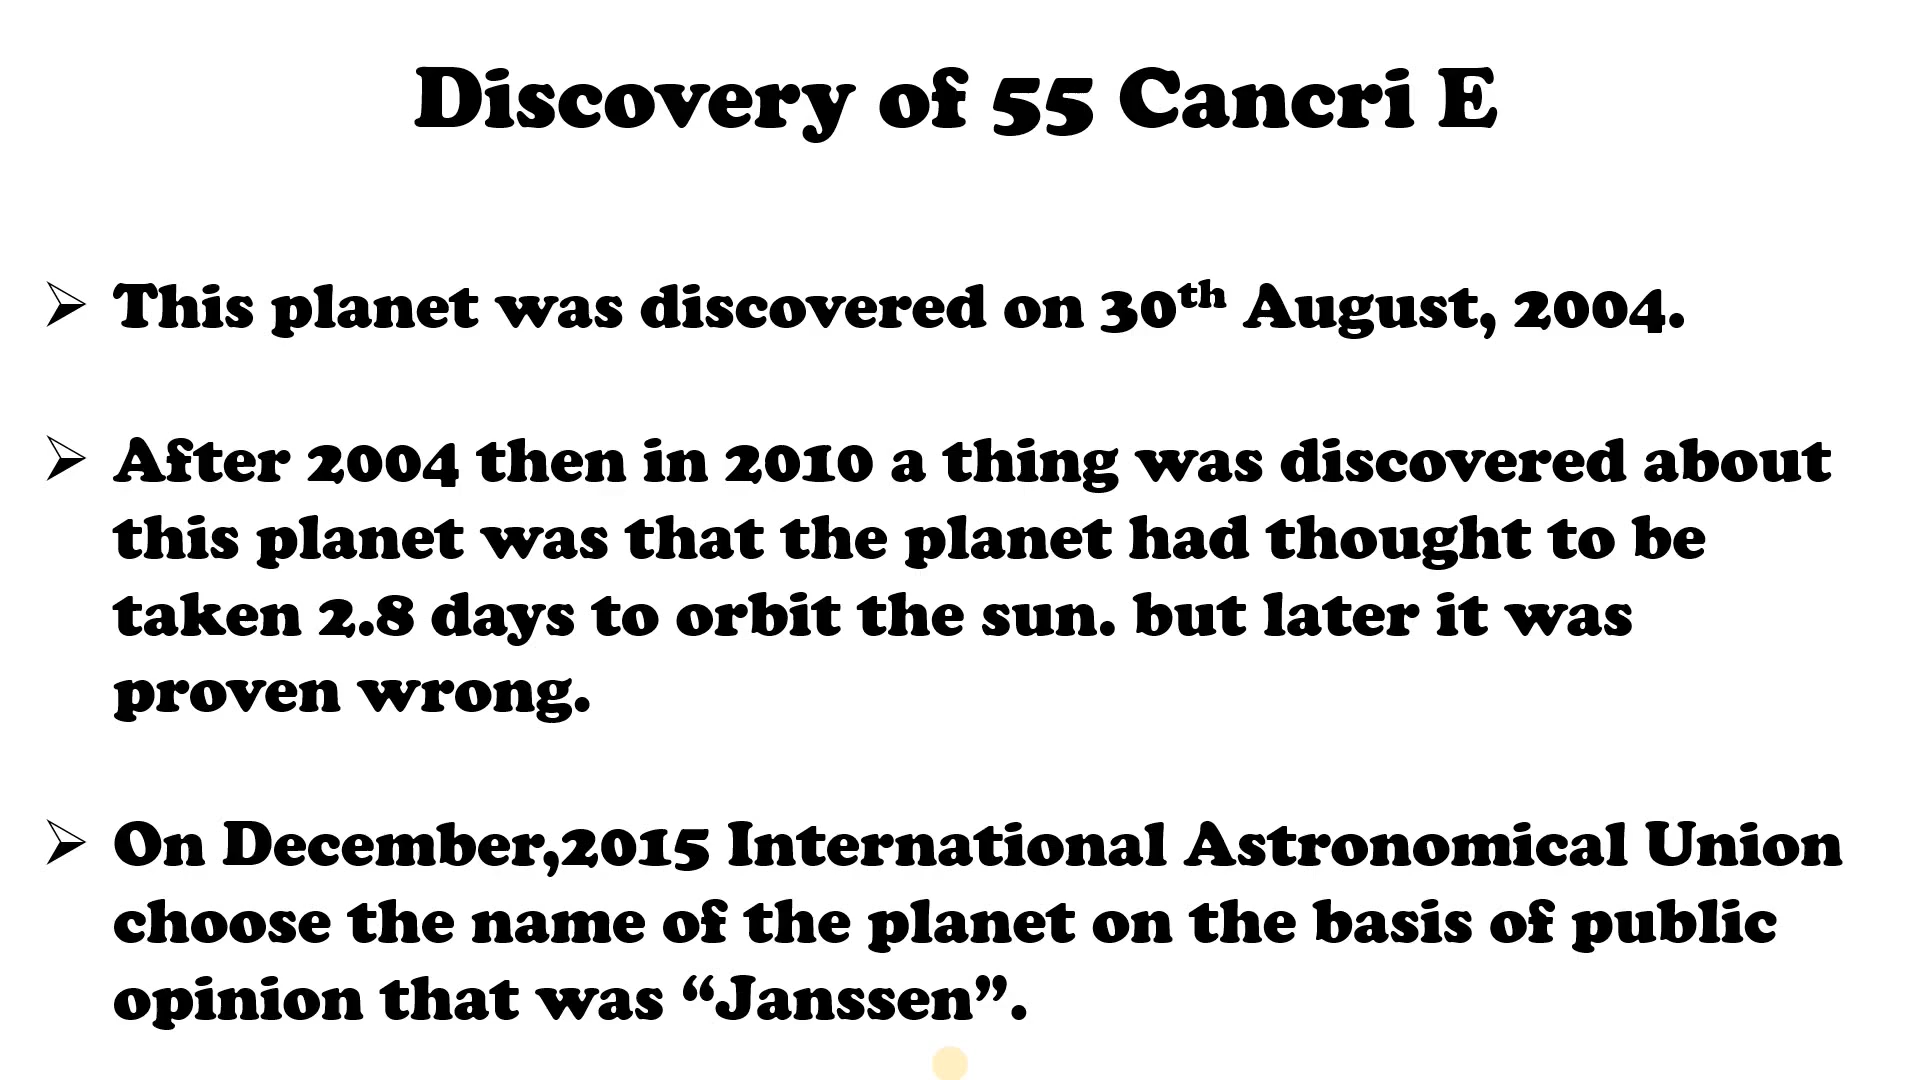 Discovery of 55 Cancri E
➢ This planet was discovered on 30th August, 2004.
➢ After 2004 then in 2010 a thing was discovered about
this planet was that the planet had thought to be
taken 2.8 days to orbit the sun. but later it was
proven wrong.
➢ On December,2015 International Astronomical Union
choose the name of the planet on the basis of public
opinion that was “Janssen”.